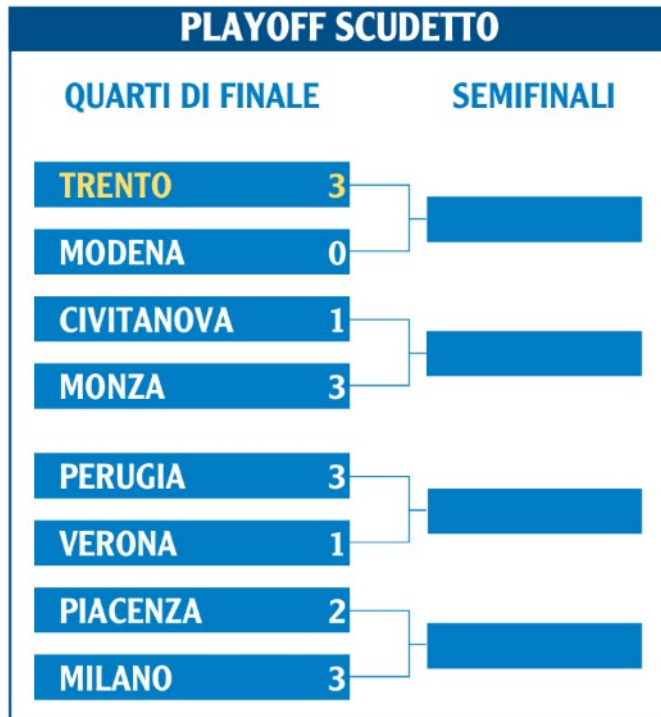 PLAYOFF SCUDETTO
QUARTI DI FINALE SEMIFINALI
TRENTO 3
MODENA 0
CIVITANOVA 1
MONZA 3
PERUGIA 3
VERONA 1
PIACENZA 2
MILANO 3